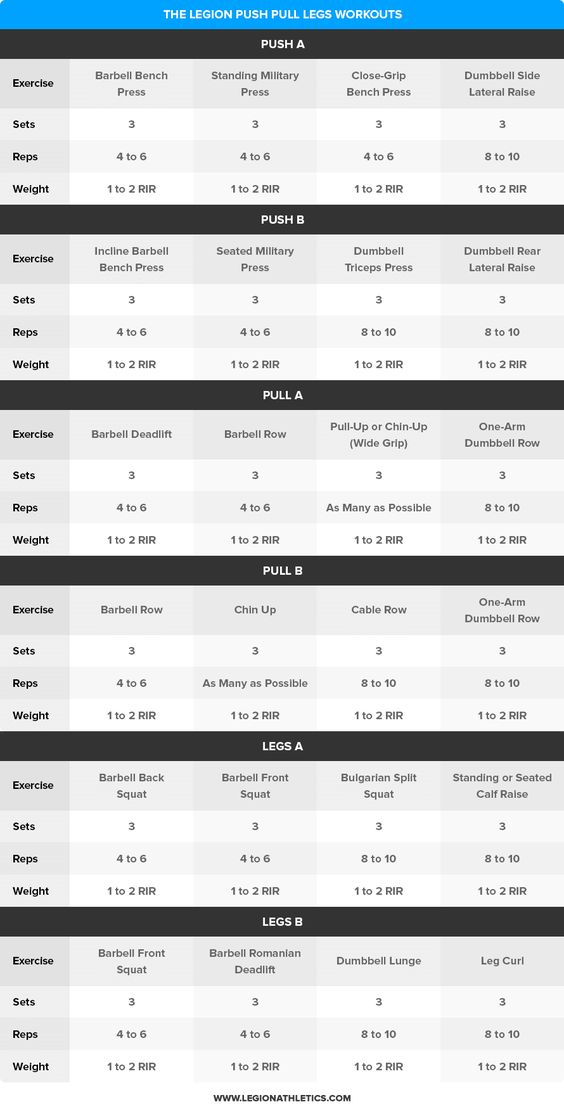 THE LEGION PUSH PULL LEGS WORKOUTS
PUSH A
Exercise Barbell Bench Press Standing Military Press Close-Grip Bench Press Dumbbell Side Lateral Raise
Sets 3 3 3 3
Reps 4 to 6 4 to 6 4 to 6 8 to 10
Weight 1 to 2 RIR 1 to 2 RIR 1 to 2 RIR 1 to 2 RIR
PUSH B
Exercise Incline Barbell Bench Press Seated Military Press Dumbbell Triceps Press Dumbbell Rear Lateral Raise
Sets 3 3 3 3
Reps 4 to 6 4 to 6 8 to 10 8 to 10
Weight 1 to 2 RIR 1 to 2 RIR 1 to 2 RIR 1 to 2 RIR
PULL A
Exercise Barbell Deadlift Barbell Row Pull-Up or Chin-Up (Wide Grip) One-Arm Dumbbell Row
Sets 3 3 3 3
Reps 4 to 6 4 to 6 As Many as Possible 8 to 10
Weight 1 to 2 RIR 1 to 2 RIR 1 to 2 RIR 1 to 2 RIR
PULL B
Exercise Barbell Row Chin Up Cable Row One-Arm Dumbbell Row
Sets 3 3 3 3
Reps 4 to 6 As Many as Possible 8 to 10 8 to 10
Weight 1 to 2 RIR 1 to 2 RIR 1 to 2 RIR 1 to 2 RIR
LEGS A
Exercise Barbell Back Squat Barbell Front Squat Bulgarian Split Squat Standing or Seated Calf Raise
Sets 3 3 3 3
Reps 4 to 6 4 to 6 8 to 10 8 to 10
Weight 1 to 2 RIR 1 to 2 RIR 1 to 2 RIR 1 to 2 RIR
LEGS B
Exercise Barbell Front Squat Barbell Romanian Deadlift Dumbbell Lunge Leg Curl
Sets 3 3 3 3
Reps 4 to 6 4 to 6 8 to 10 8 to 10
Weight 1 to 2 RIR 1 to 2 RIR 1 to 2 RIR 1 to 2 RIR
WWW.LEGIONATHLETICS.COM